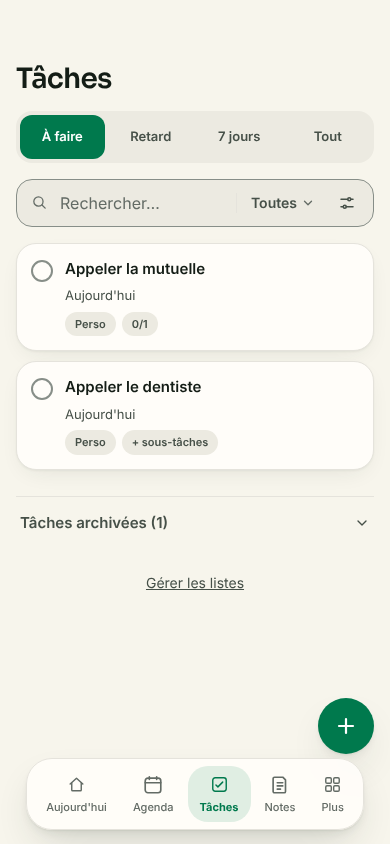 Tâches
À faire
Retard
7 jours
Tout
Rechercher...
Toutes
Appeler la mutuelle
Aujourd'hui
Perso
0/1
Appeler le dentiste
Aujourd'hui
Perso
+ sous-tâches
Tâches archivées (1)
Gérer les listes
Aujourd'hui
Agenda
Tâches
Notes
Plus